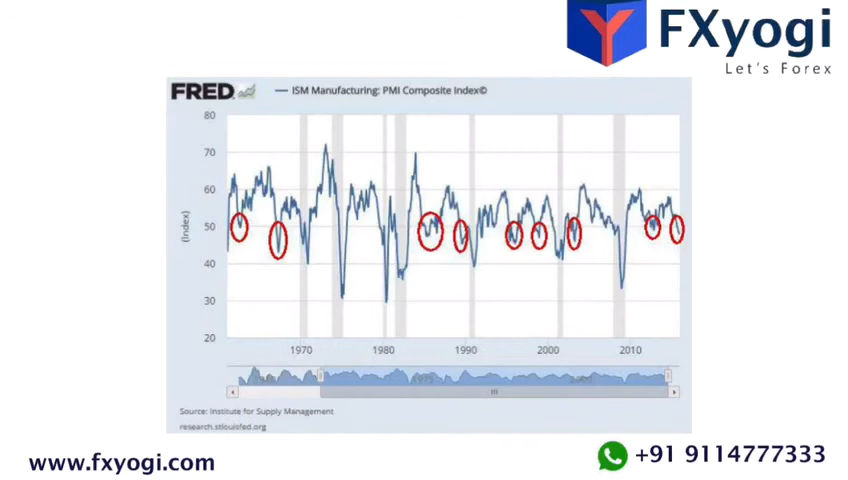 FXyogi
Let's Forex
FRED
ISM Manufacturing: PMI Composite Index©
80
70
60
50
40
30
20
(Index)
1970
1980
1990
2000
2010
Source: Institute for Supply Management
research.stlouisfed.org
www.fxyogi.com
+91 9114777333